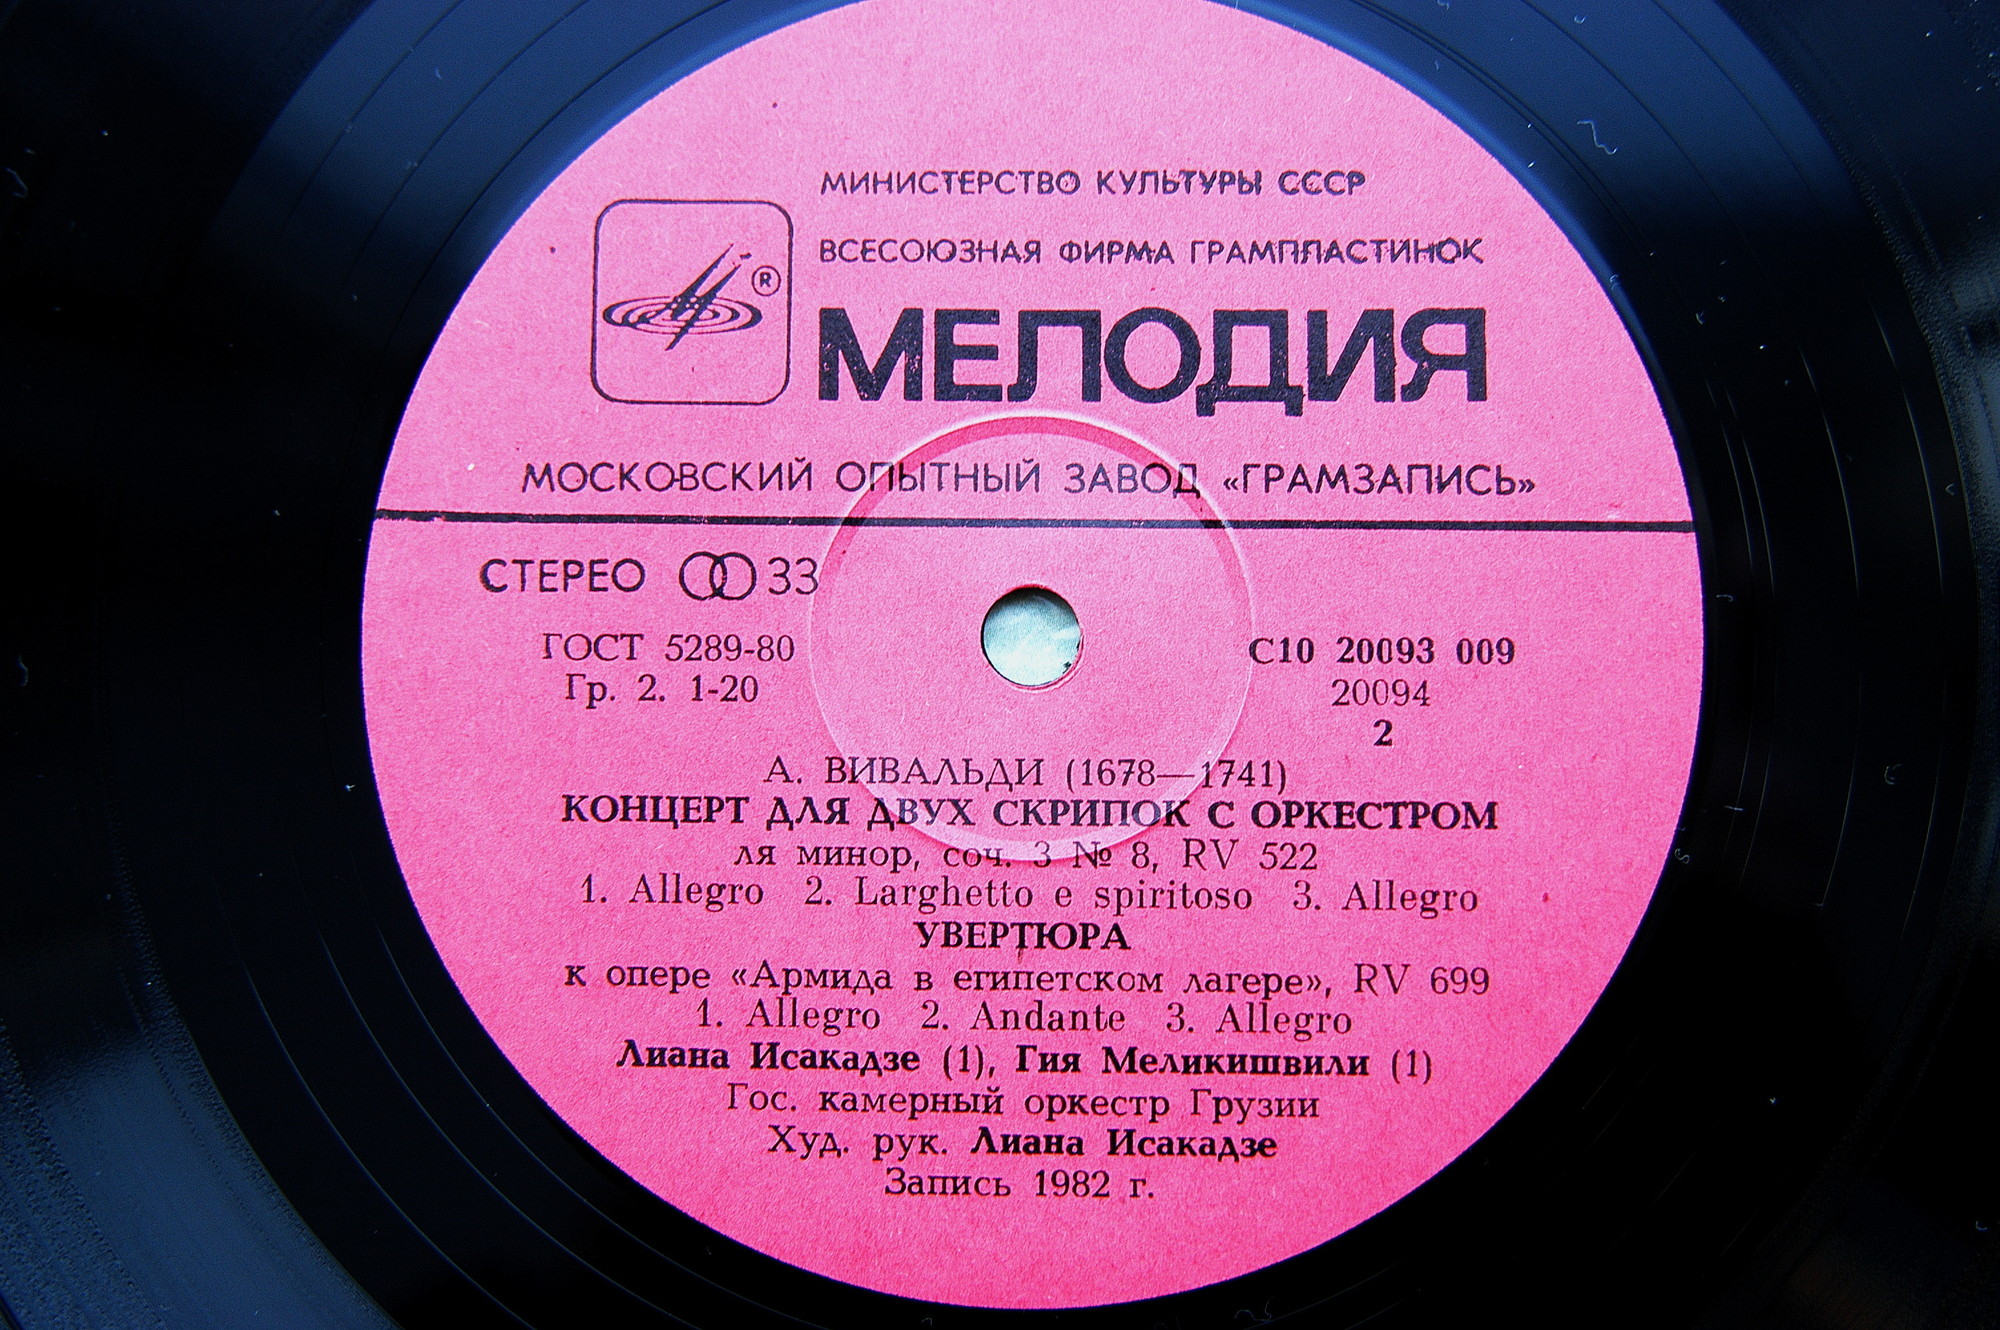 МИНИСТЕРСТВО КУЛЬТУРЫ СССР
ВСЕСОЮЗНАЯ ФИРМА ГРАМПЛАСТИНОК
®
МЕЛОДИЯ
МОСКОВСКИЙ ОПЫТНЫЙ ЗАВОД «ГРАМЗАПИСЬ»
СТЕРЕО 33
ГОСТ 5289-80
Гр. 2. 1-20
С10 20093 009
20094
2
А. ВИВАЛЬДИ (1678—1741)
КОНЦЕРТ ДЛЯ ДВУХ СКРИПОК С ОРКЕСТРОМ
ля минор, соч. 3 № 8, RV 522
1. Allegro 2. Larghetto e spiritoso 3. Allegro
УВЕРТЮРА
к опере «Армида в египетском лагере», RV 699
1. Allegro 2. Andante 3. Allegro
Лиана Исакадзе (1), Гия Меликишвили (1)
Гос. камерный оркестр Грузии
Худ. рук. Лиана Исакадзе
Запись 1982 г.